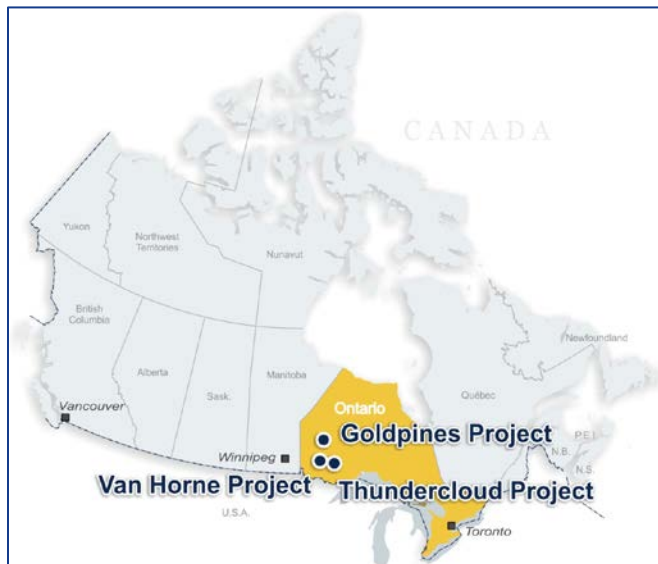 CANADA
Yukon
Northwest
Territories
Nunavut
British
Columbia
Alberta
Sask.
Manitoba
Ontario
Québec
Newfoundland
P.E.I.
N.B.
N.S.
Vancouver
Winnipeg
Goldpines Project
Van Horne Project
Thundercloud Project
U.S.A.
Toronto